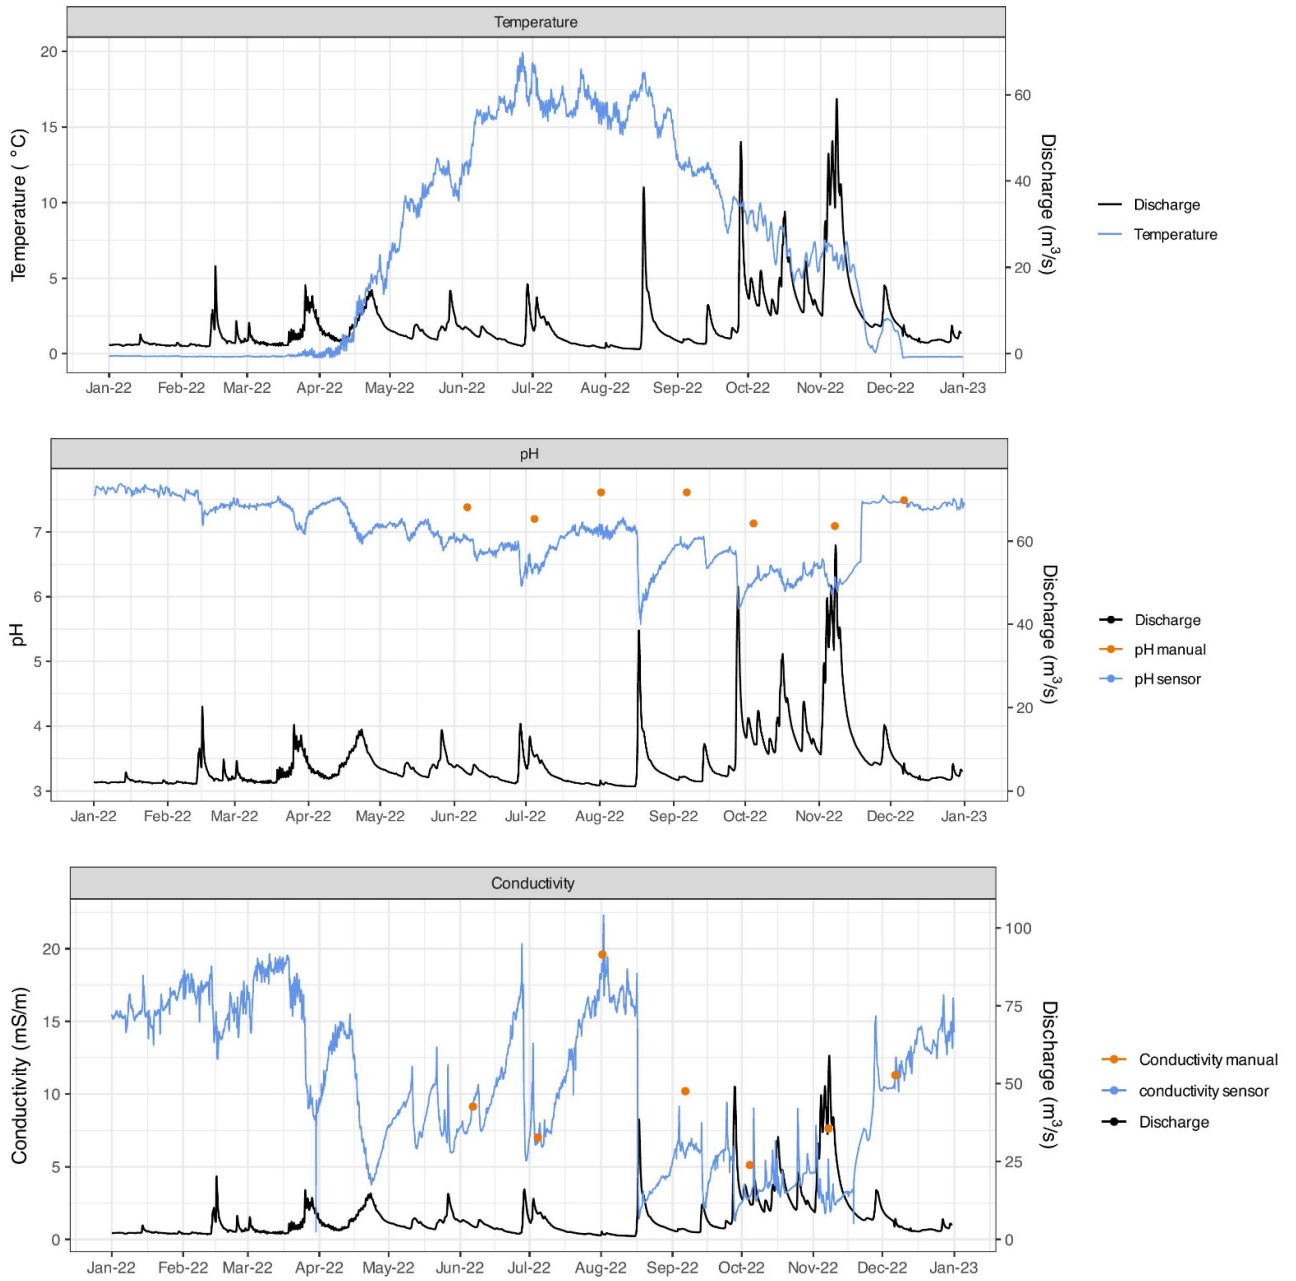 Temperature
20
15
10
5
0
Temperature ( °C)
60
40
20
0
Discharge (m³/s)
Jan-22 Feb-22 Mar-22 Apr-22 May-22 Jun-22 Jul-22 Aug-22 Sep-22 Oct-22 Nov-22 Dec-22 Jan-23
Discharge
Temperature
pH
7
6
5
4
3
pH
60
40
20
0
Discharge (m³/s)
Jan-22 Feb-22 Mar-22 Apr-22 May-22 Jun-22 Jul-22 Aug-22 Sep-22 Oct-22 Nov-22 Dec-22 Jan-23
Discharge
pH manual
pH sensor
Conductivity
20
15
10
5
0
Conductivity (mS/m)
100
75
50
25
0
Discharge (m³/s)
Jan-22 Feb-22 Mar-22 Apr-22 May-22 Jun-22 Jul-22 Aug-22 Sep-22 Oct-22 Nov-22 Dec-22 Jan-23
Conductivity manual
conductivity sensor
Discharge